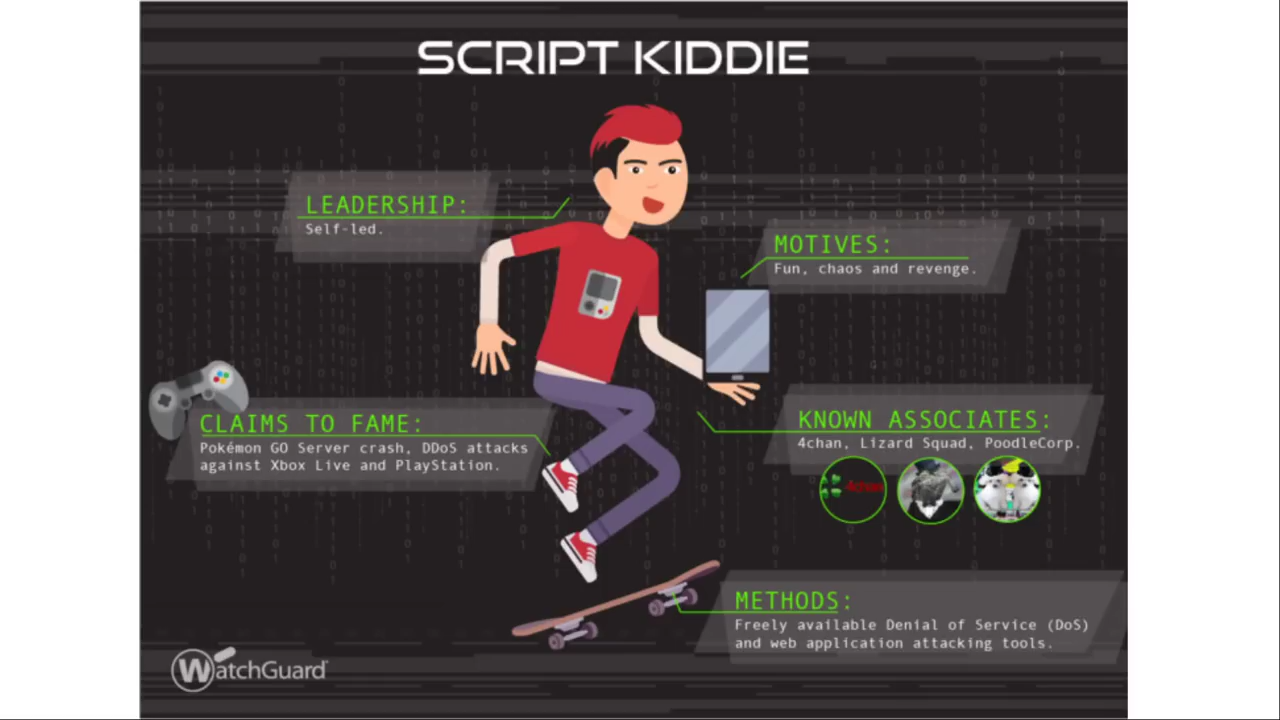 SCRIPT KIDDIE
LEADERSHIP:
Self-led.
MOTIVES:
Fun, chaos and revenge.
CLAIMS TO FAME:
Pokémon GO Server crash, DDoS attacks
against Xbox Live and PlayStation.
KNOWN ASSOCIATES:
4chan, Lizard Squad, PoodleCorp.
4chan
METHODS:
Freely available Denial of Service (DoS)
and web application attacking tools.
WatchGuard